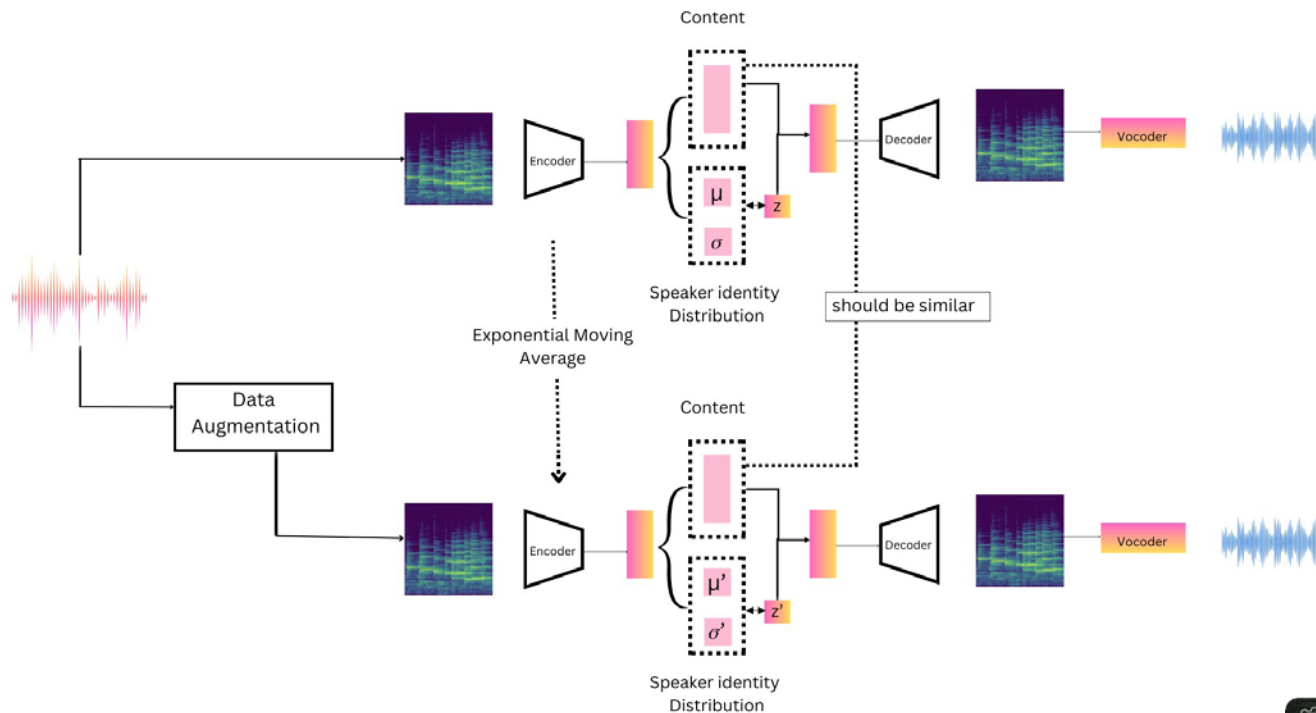 Content
Encoder
Decoder
Vocoder
μ
z
σ
Speaker identity
Distribution
should be similar
Exponential Moving
Average
Data
Augmentation
Content
Encoder
Decoder
Vocoder
μ’
z’
σ’
Speaker identity
Distribution